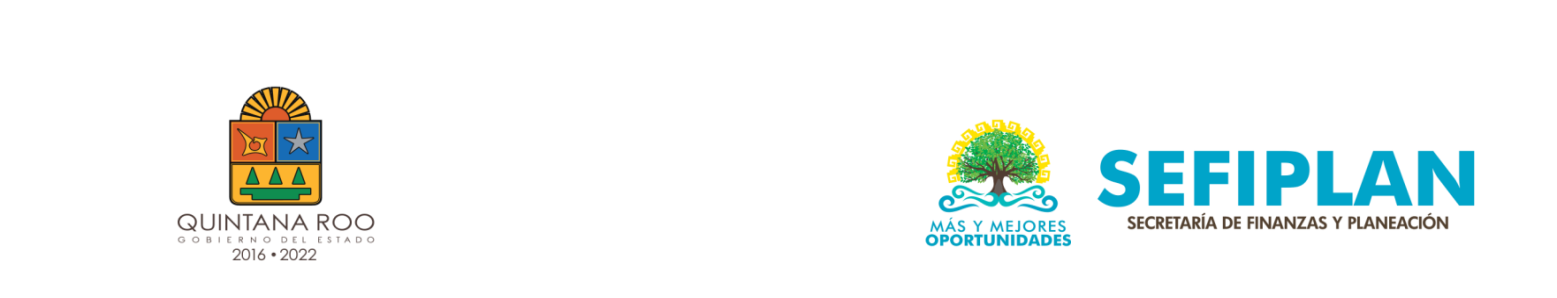 QUINTANA ROO
GOBIERNO DEL ESTADO
2016 • 2022
MÁS Y MEJORES
OPORTUNIDADES
SEFIPLAN
SECRETARÍA DE FINANZAS Y PLANEACIÓN